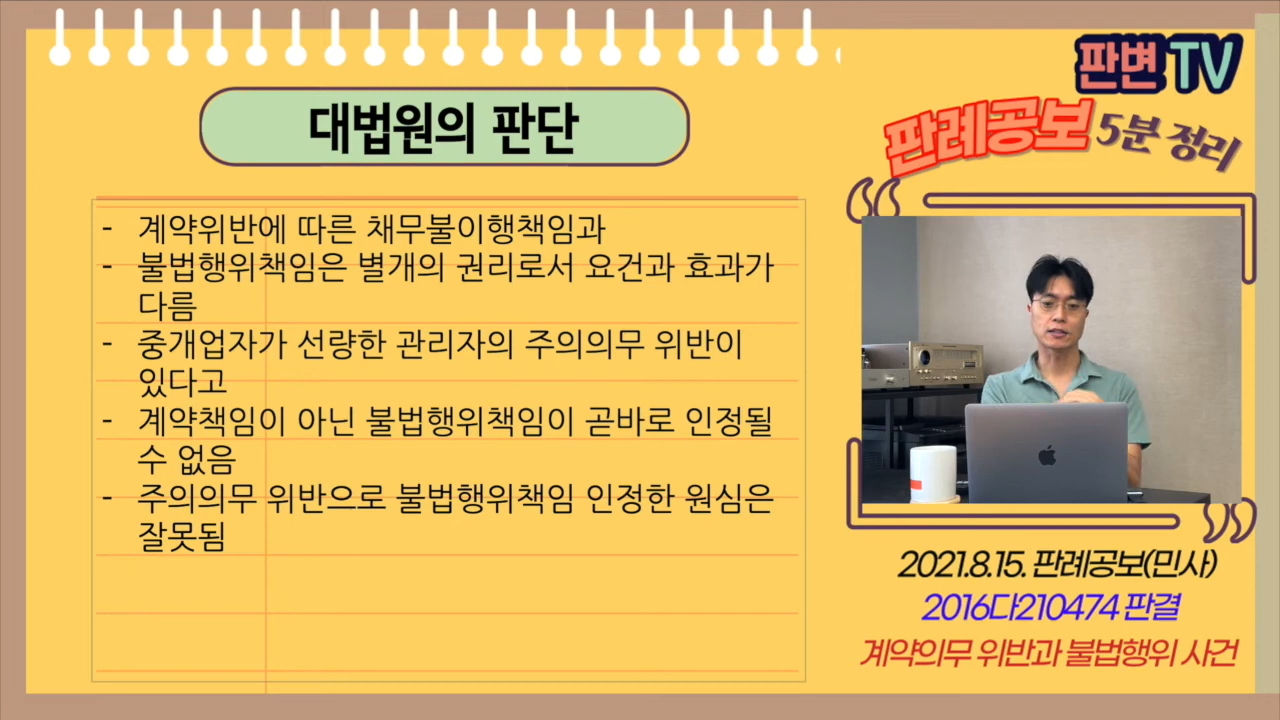 판변 TV
판례공보 5분 정리
대법원의 판단
- 계약위반에 따른 채무불이행책임과
- 불법행위책임은 별개의 권리로서 요건과 효과가
다름
- 중개업자가 선량한 관리자의 주의의무 위반이
있다고
- 계약책임이 아닌 불법행위책임이 곧바로 인정될
수 없음
- 주의의무 위반으로 불법행위책임 인정한 원심은
잘못됨
2021.8.15. 판례공보(민사)
2016다210474 판결
계약의무 위반과 불법행위 사건